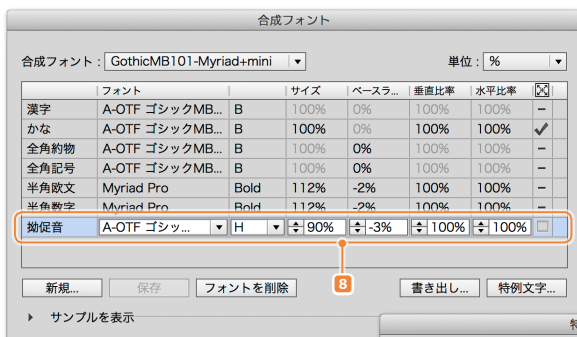 合成フォント
合成フォント : GothicMB101-Myriad+mini 単位 : %
フォント サイズ ベースラ... 垂直比率 水平比率
漢字 A-OTF ゴシックMB... B 100% 0% 100% 100% –
かな A-OTF ゴシックMB... B 100% 0% 100% 100%
全角約物 A-OTF ゴシックMB... B 100% 0% 100% 100% –
全角記号 A-OTF ゴシックMB... B 100% 0% 100% 100% –
半角欧文 Myriad Pro Bold 112% -2% 100% 100% –
半角数字 Myriad Pro Bold 112% -2% 100% 100% –
拗促音 A-OTF ゴシッ... H 90% -3% 100% 100%
8
新規... 保存 フォントを削除 書き出し... 特例文字...
サンプルを表示
特